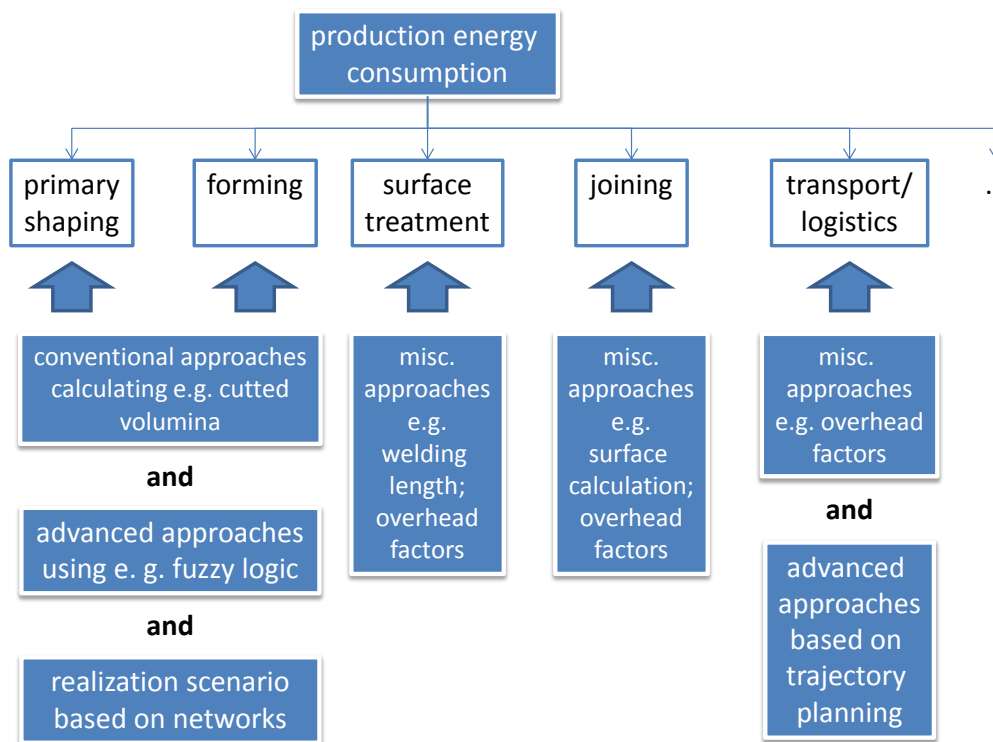 production energy
consumption
primary
shaping
forming
surface
treatment
joining
transport/
logistics
.
conventional approaches
calculating e.g. cutted
volumina
and
advanced approaches
using e. g. fuzzy logic
and
realization scenario
based on networks
misc.
approaches
e.g.
welding
length;
overhead
factors
misc.
approaches
e.g.
surface
calculation;
overhead
factors
misc.
approaches
e.g. overhead
factors
and
advanced
approaches
based on
trajectory
planning